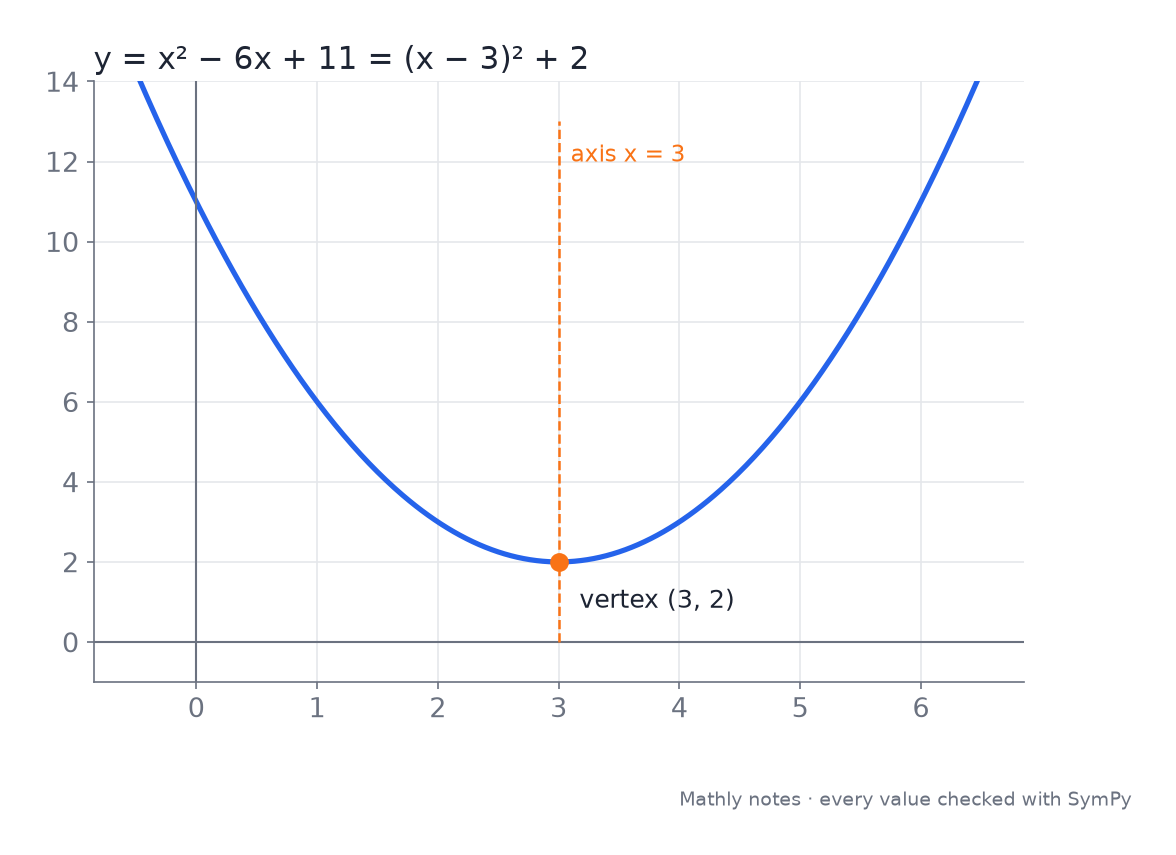 y = x² − 6x + 11 = (x − 3)² + 2
14
axis x = 3
12
10
8
6
4
2
vertex (3, 2)
0
0 1 2 3 4 5 6
Mathly notes · every value checked with SymPy